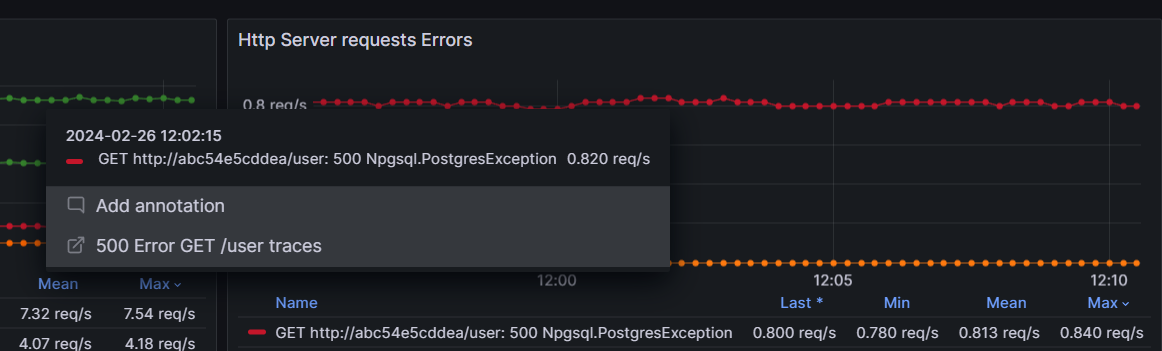 Http Server requests Errors
0.8 req/s
2024-02-26 12:02:15
GET http://abc54e5cddea/user: 500 Npgsql.PostgresException 0.820 req/s
Add annotation
500 Error GET /user traces
12:00 12:05 12:10
Mean Max
7.32 req/s 7.54 req/s
4.07 req/s 4.18 req/s
Name Last * Min Mean Max
GET http://abc54e5cddea/user: 500 Npgsql.PostgresException 0.800 req/s 0.780 req/s 0.813 req/s 0.840 req/s